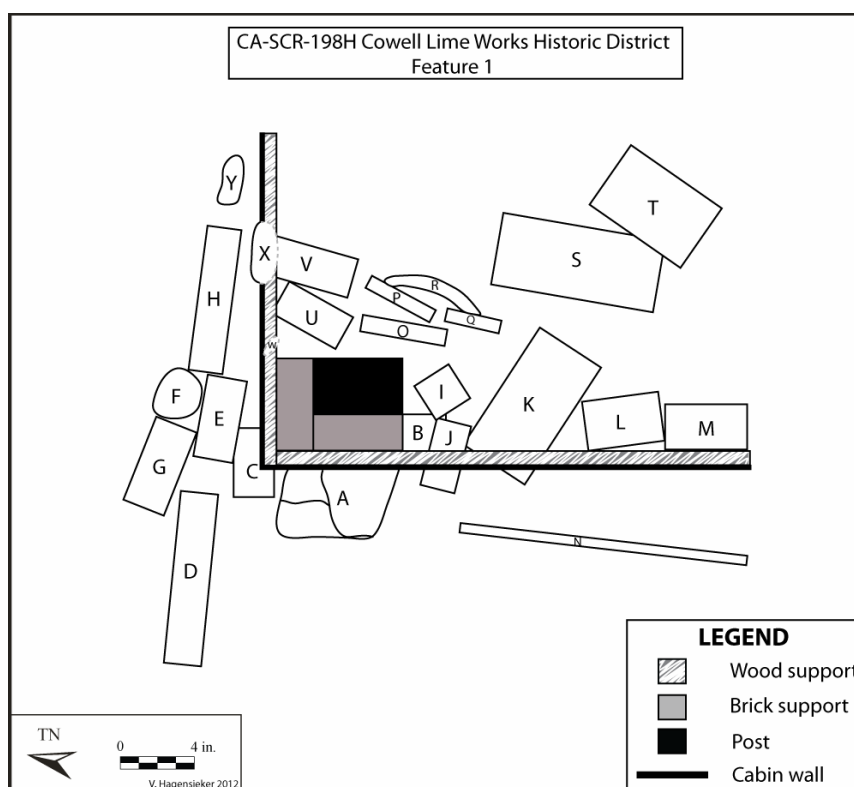 CA-SCR-198H Cowell Lime Works Historic District
Feature 1
Y
T
X
V
S
H
R
P
U
Q
O
W
F
I
E
K
L
M
B
J
G
C
A
N
D
LEGEND
Wood support
Brick support
Post
Cabin wall
TN
0 4 in.
V. Hagensieker 2012